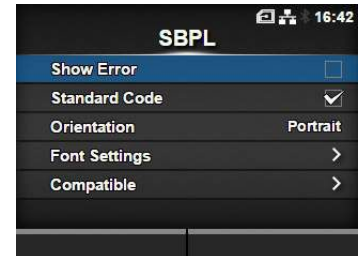 16:42
SBPL
Show Error
Standard Code
Orientation Portrait
Font Settings >
Compatible >